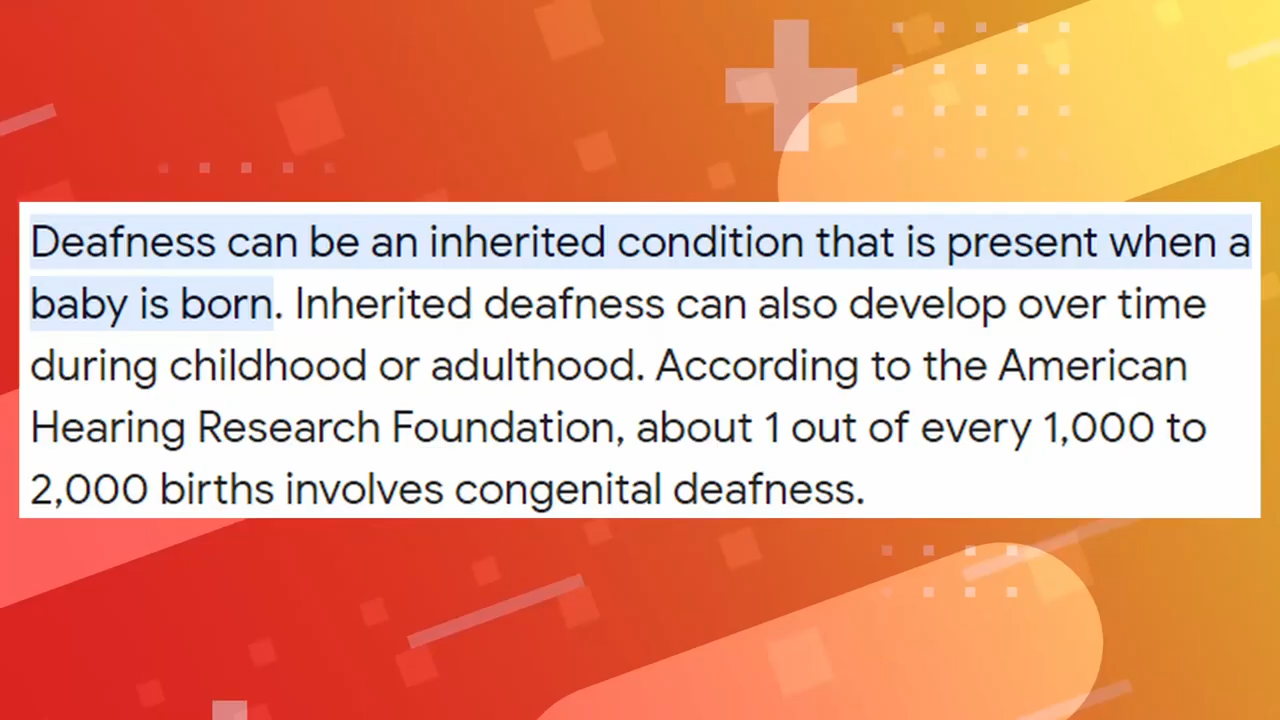 Deafness can be an inherited condition that is present when a
baby is born. Inherited deafness can also develop over time
during childhood or adulthood. According to the American
Hearing Research Foundation, about 1 out of every 1,000 to
2,000 births involves congenital deafness.